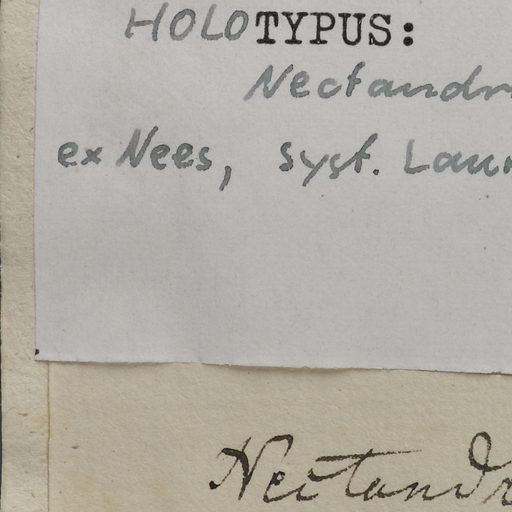 HOLOTYPUS:
Nectandr
ex Nees, syst. Laur
Nectandr